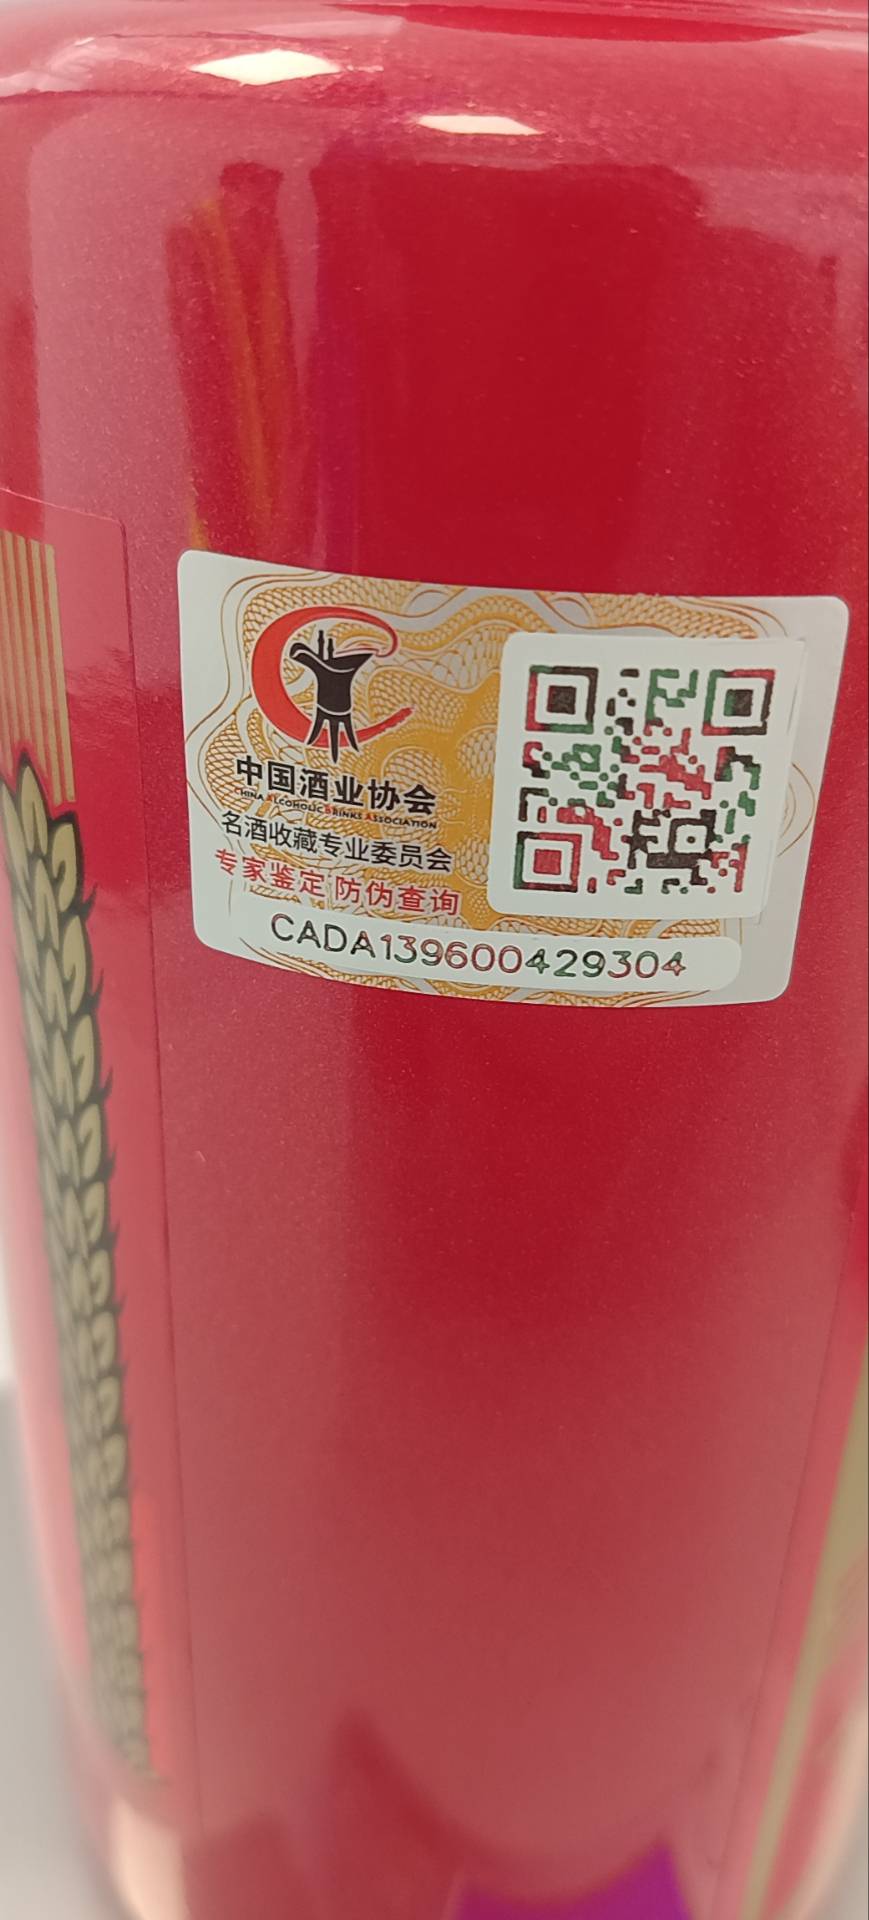 中国酒业协会
CHINA ALCOHOLIC DRINKS ASSOCIATION
名酒收藏专业委员会
专家鉴定 防伪查询
CADA139600429304